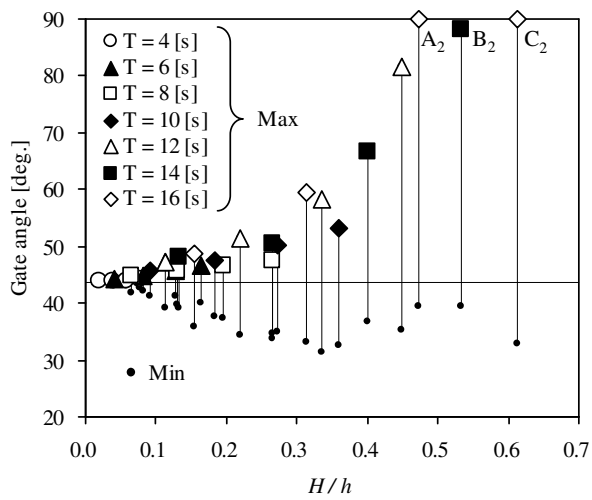 90
80
70
60
50
40
30
20
Gate angle [deg.]
T = 4 [s]
T = 6 [s]
T = 8 [s]
T = 10 [s]
T = 12 [s]
T = 14 [s]
T = 16 [s]
Max
A₂ B₂ C₂
Min
0.0 0.1 0.2 0.3 0.4 0.5 0.6 0.7
H / h